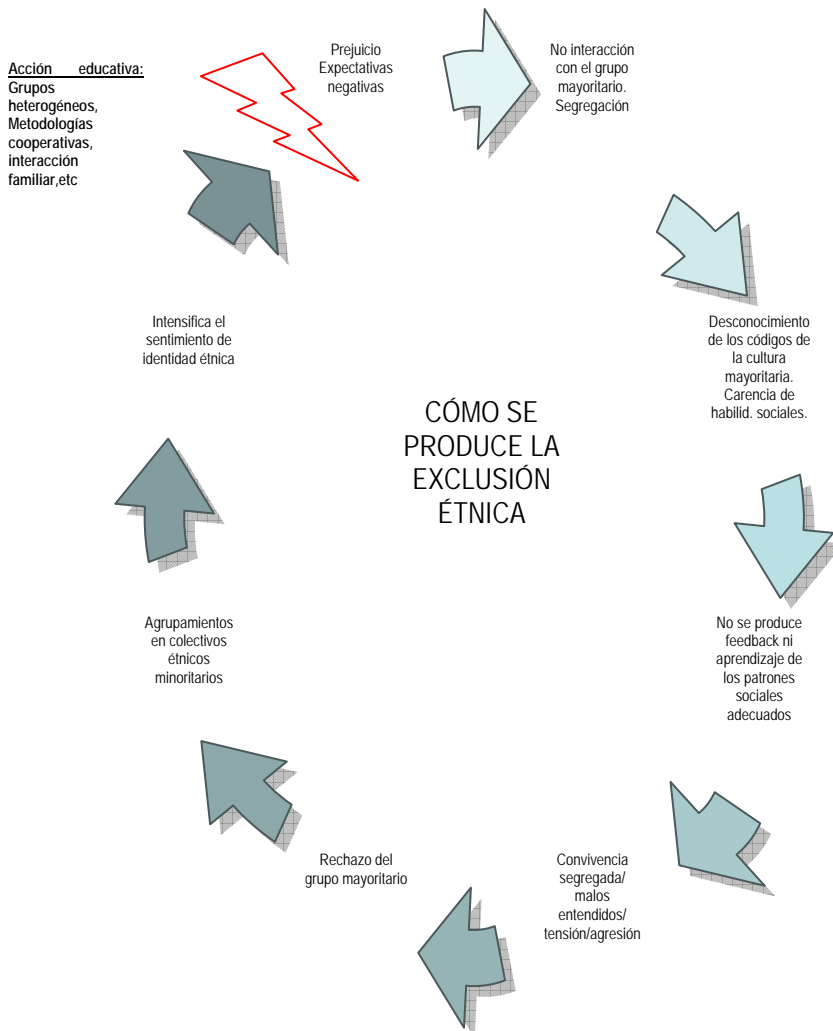 Acción educativa:
Grupos
heterogéneos,
Metodologías
cooperativas,
interacción
familiar,etc
Prejuicio
Expectativas
negativas
No interacción
con el grupo
mayoritario.
Segregación
Desconocimiento
de los códigos de
la cultura
mayoritaria.
Carencia de
habilid. sociales.
No se produce
feedback ni
aprendizaje de
los patrones
sociales
adecuados
Convivencia
segregada/
malos
entendidos/
tensión/agresión
Rechazo del
grupo mayoritario
Agrupamientos
en colectivos
étnicos
minoritarios
Intensifica el
sentimiento de
identidad étnica
CÓMO SE
PRODUCE LA
EXCLUSIÓN
ÉTNICA